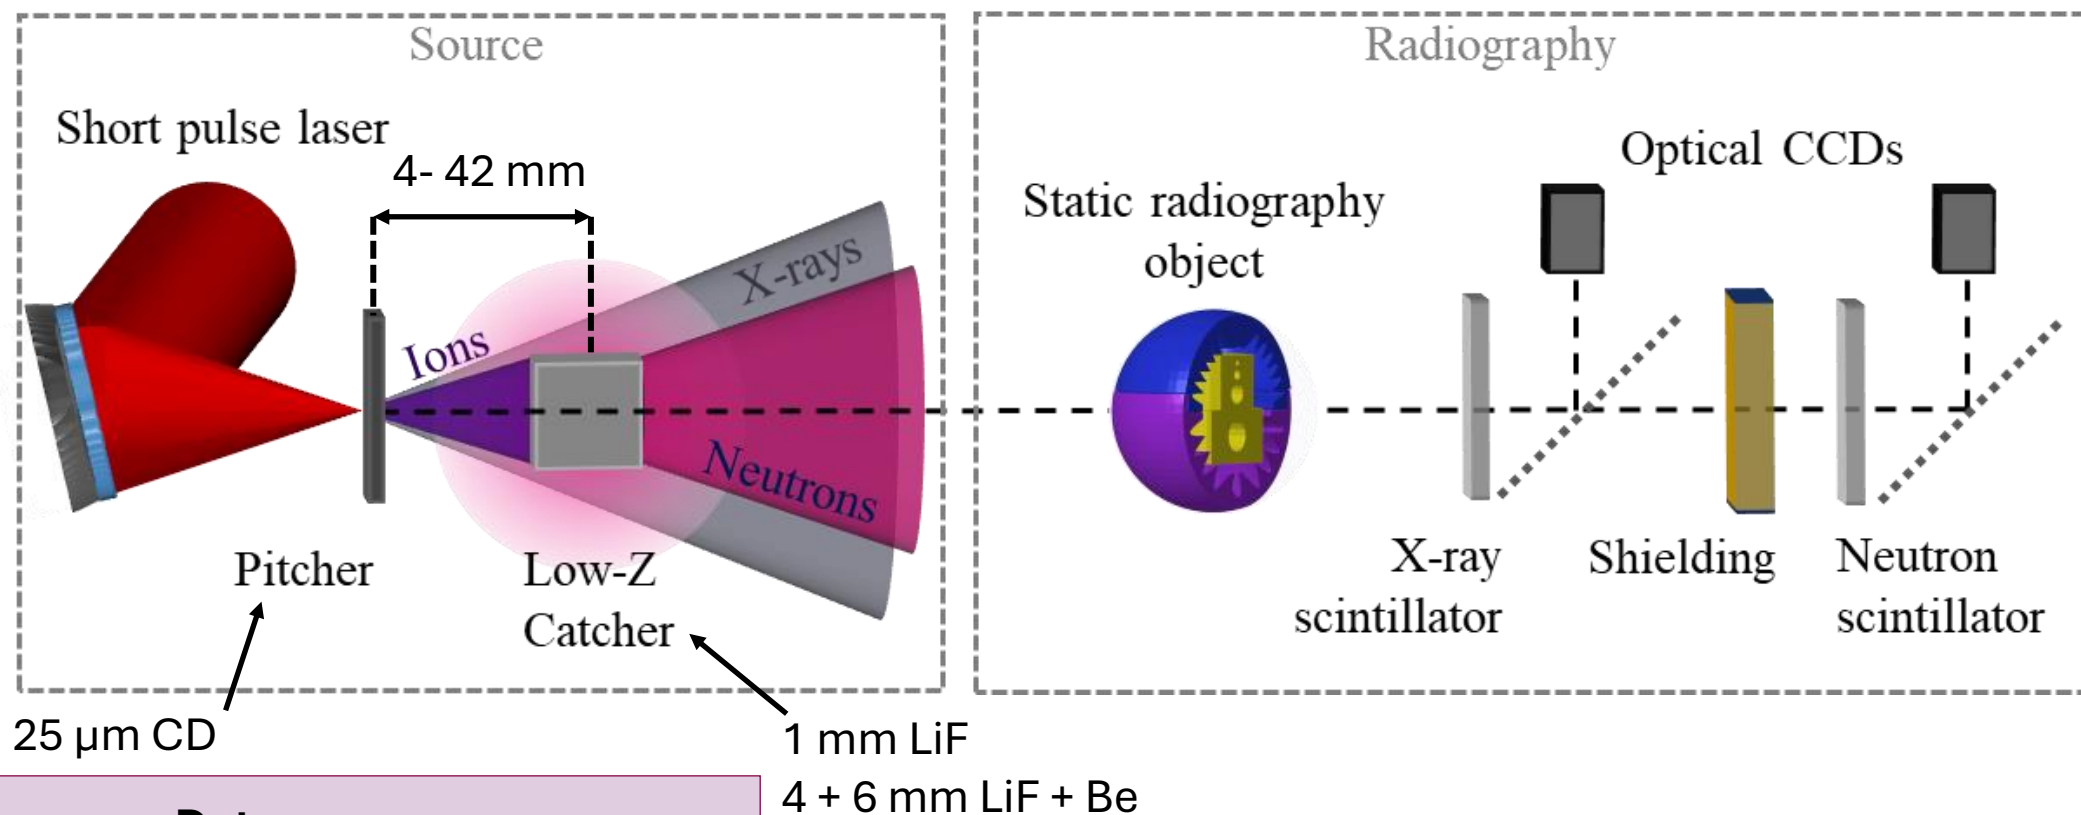 Source
Short pulse laser
4- 42 mm
Ions
X-rays
Neutrons
Pitcher
Low-Z
Catcher
25 µm CD
1 mm LiF
4 + 6 mm LiF + Be
Radiography
Static radiography
object
Optical CCDs
X-ray
scintillator
Shielding
Neutron
scintillator